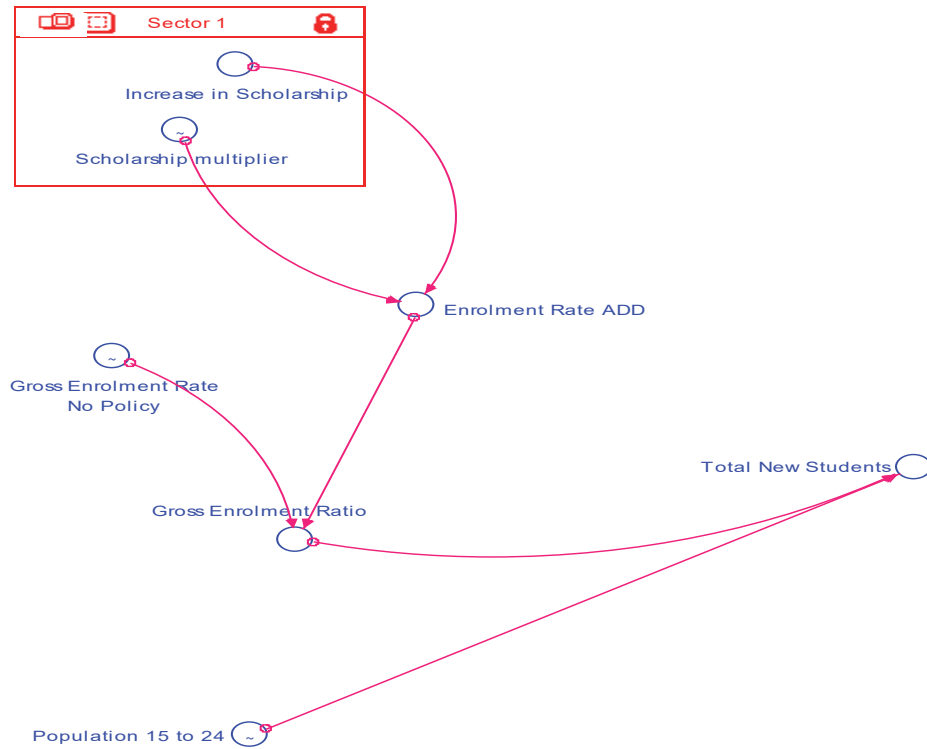 Sector 1
Increase in Scholarship
~
Scholarship multiplier
Enrolment Rate ADD
~
Gross Enrolment Rate
No Policy
Total New Students
Gross Enrolment Ratio
Population 15 to 24
~